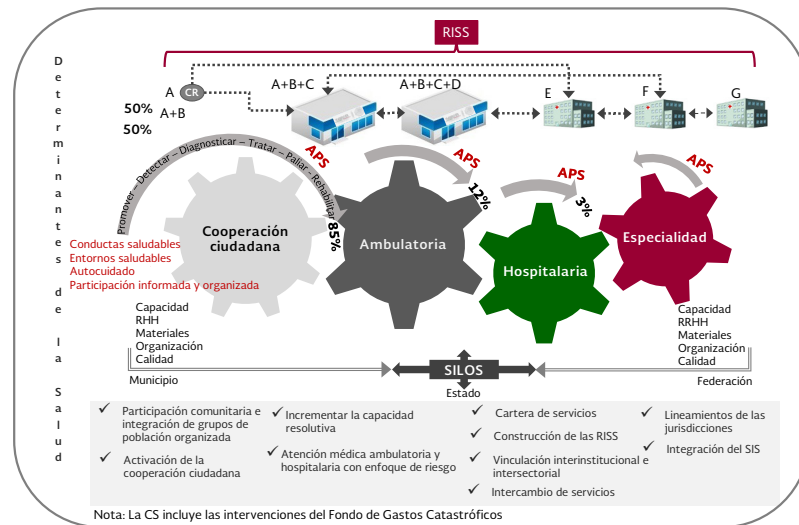 RISS
Determinantes de la Salud
A
CR
A+B
50%
50%
A+B+C
A+B+C+D
E
F
G
Promover – Detectar – Diagnosticar – Tratar – Paliar - Rehabilitar
APS
APS
APS
APS
85%
12%
3%
Cooperación
ciudadana
Ambulatoria
Hospitalaria
Especialidad
Conductas saludables
Entornos saludables
Autocuidado
Participación informada y organizada
Capacidad
RHH
Materiales
Organización
Calidad
Municipio
SILOS
Estado
Capacidad
RRHH
Materiales
Organización
Calidad
Federación
✓ Participación comunitaria e
integración de grupos de
población organizada
✓ Activación de la
cooperación ciudadana
✓ Incrementar la capacidad
resolutiva
✓ Atención médica ambulatoria y
hospitalaria con enfoque de riesgo
✓ Cartera de servicios
✓ Construcción de las RISS
✓ Vinculación interinstitucional e
intersectorial
✓ Intercambio de servicios
✓ Lineamientos de las
jurisdicciones
✓ Integración del SIS
Nota: La CS incluye las intervenciones del Fondo de Gastos Catastróficos